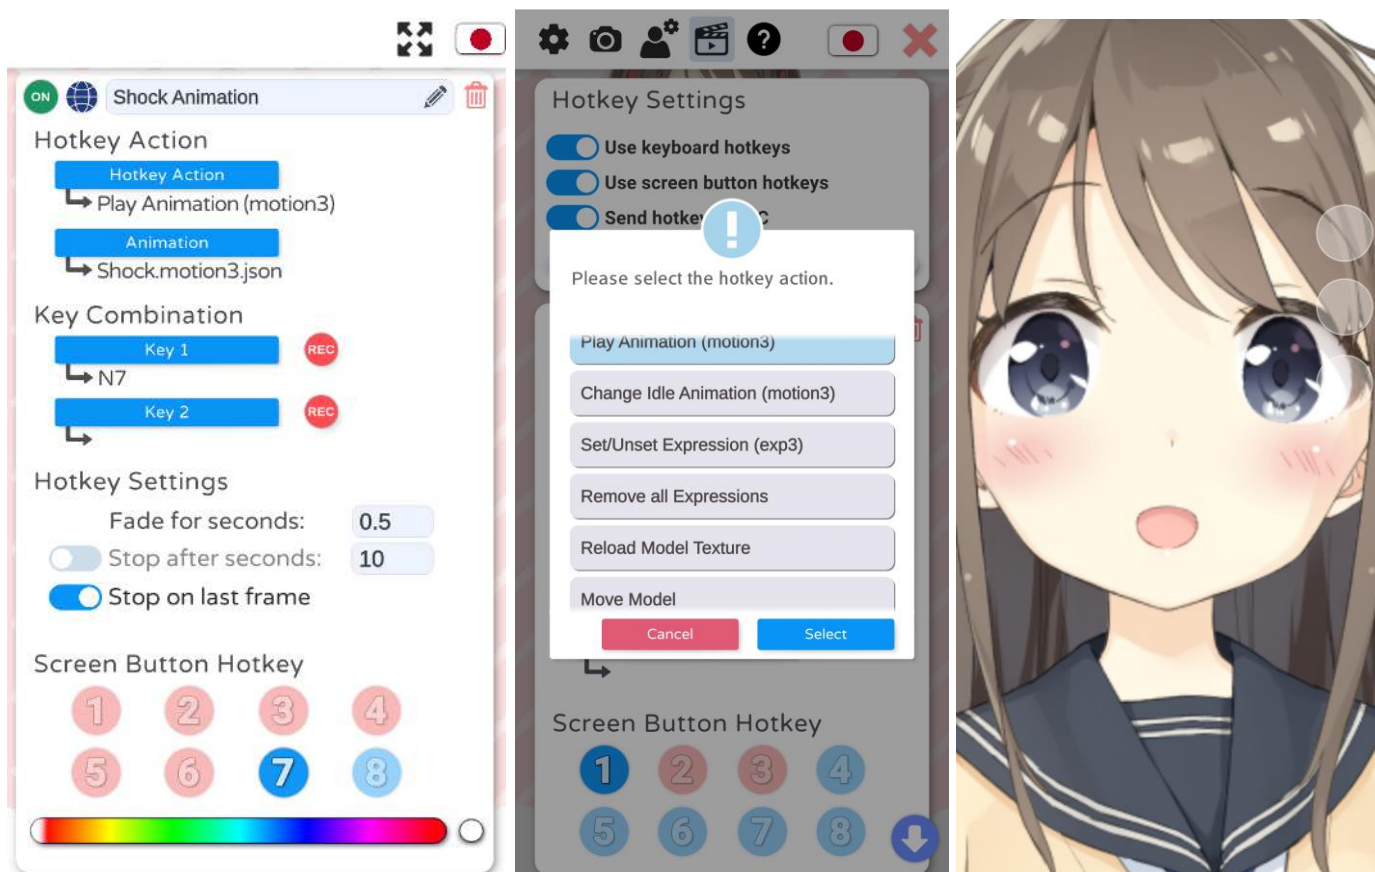 ON
Shock Animation
Hotkey Action
Hotkey Action
Play Animation (motion3)
Animation
Shock.motion3.json
Key Combination
Key 1
REC
N7
Key 2
REC
Hotkey Settings
Fade for seconds: 0.5
Stop after seconds: 10
Stop on last frame
Screen Button Hotkey
1 2 3 4
5 6 7 8
?
Hotkey Settings
Use keyboard hotkeys
Use screen button hotkeys
Send hotkey
C
!
Please select the hotkey action.
Play Animation (motion3)
Change Idle Animation (motion3)
Set/Unset Expression (exp3)
Remove all Expressions
Reload Model Texture
Move Model
Cancel Select
Screen Button Hotkey
1 2 3 4
5 6 7 8